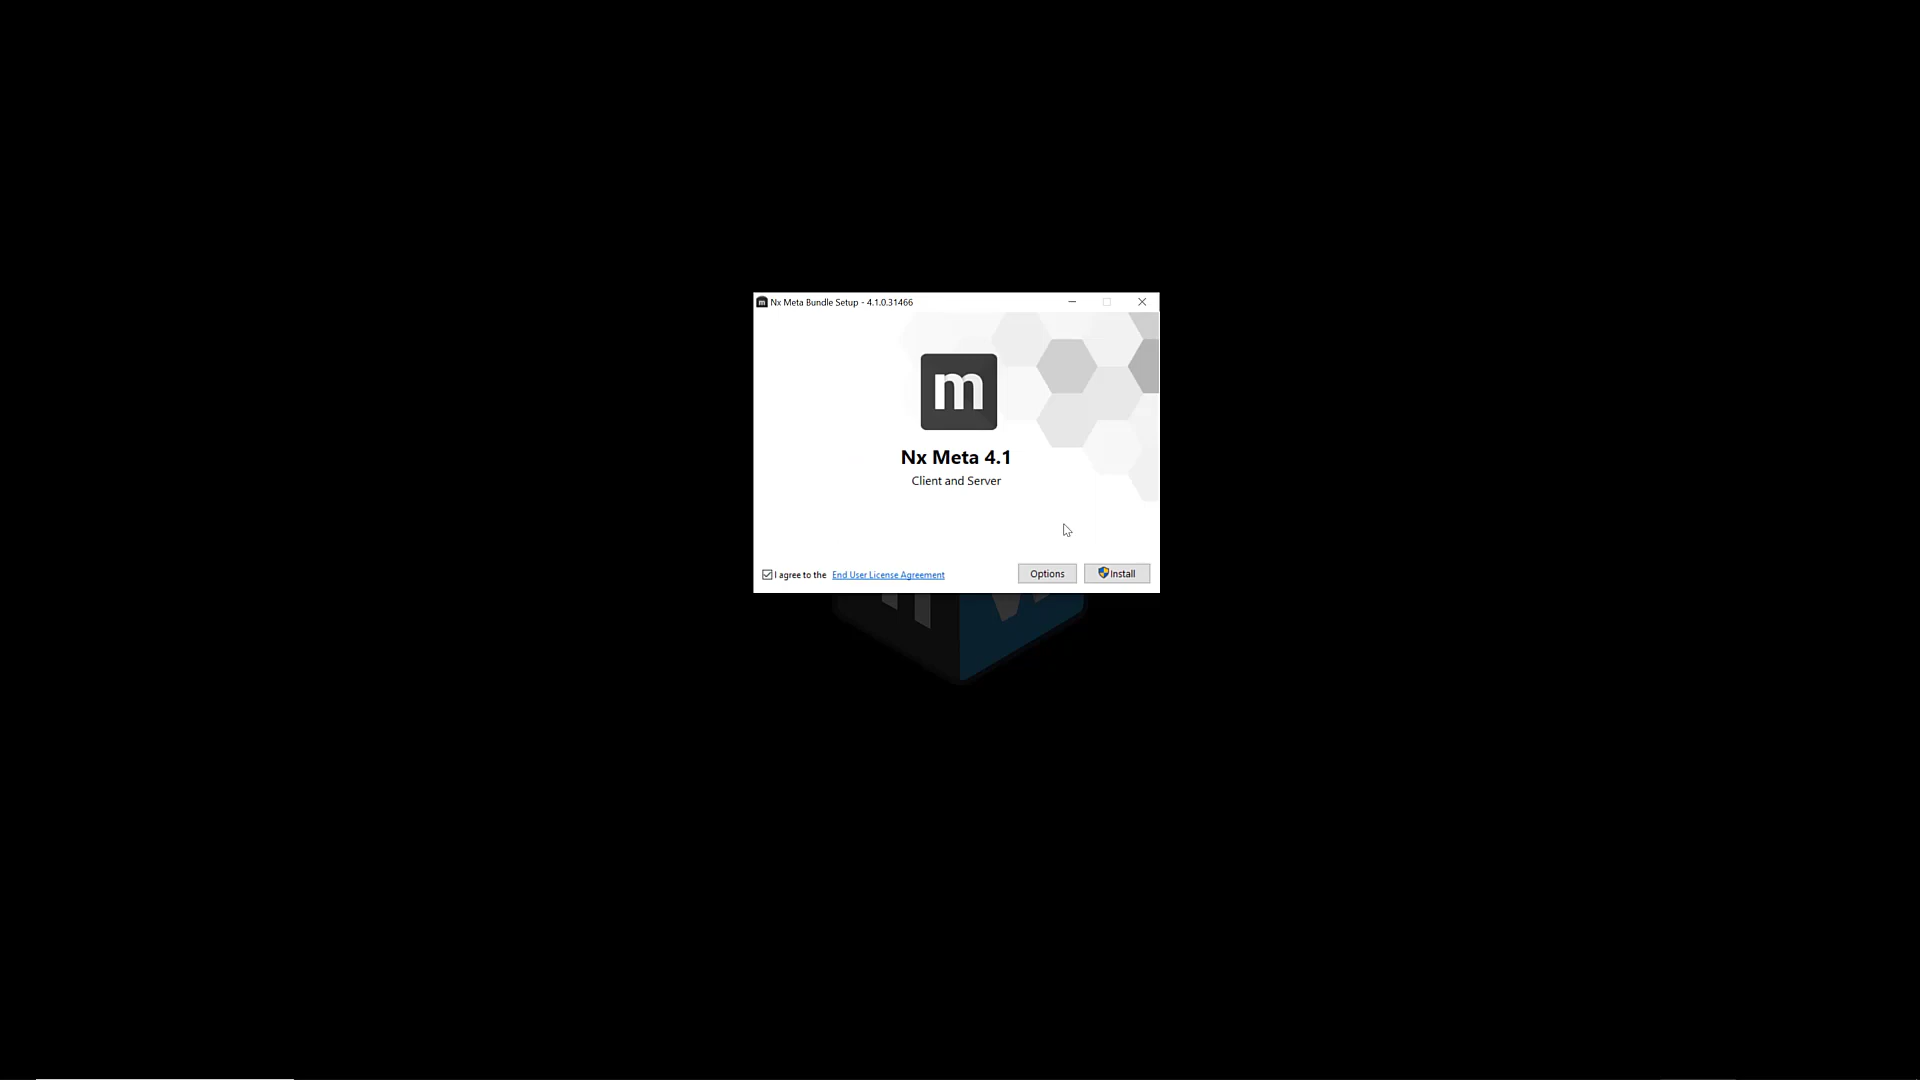 m Nx Meta Bundle Setup - 4.1.0.31466
m
Nx Meta 4.1
Client and Server
I agree to the End User License Agreement
Options
Install